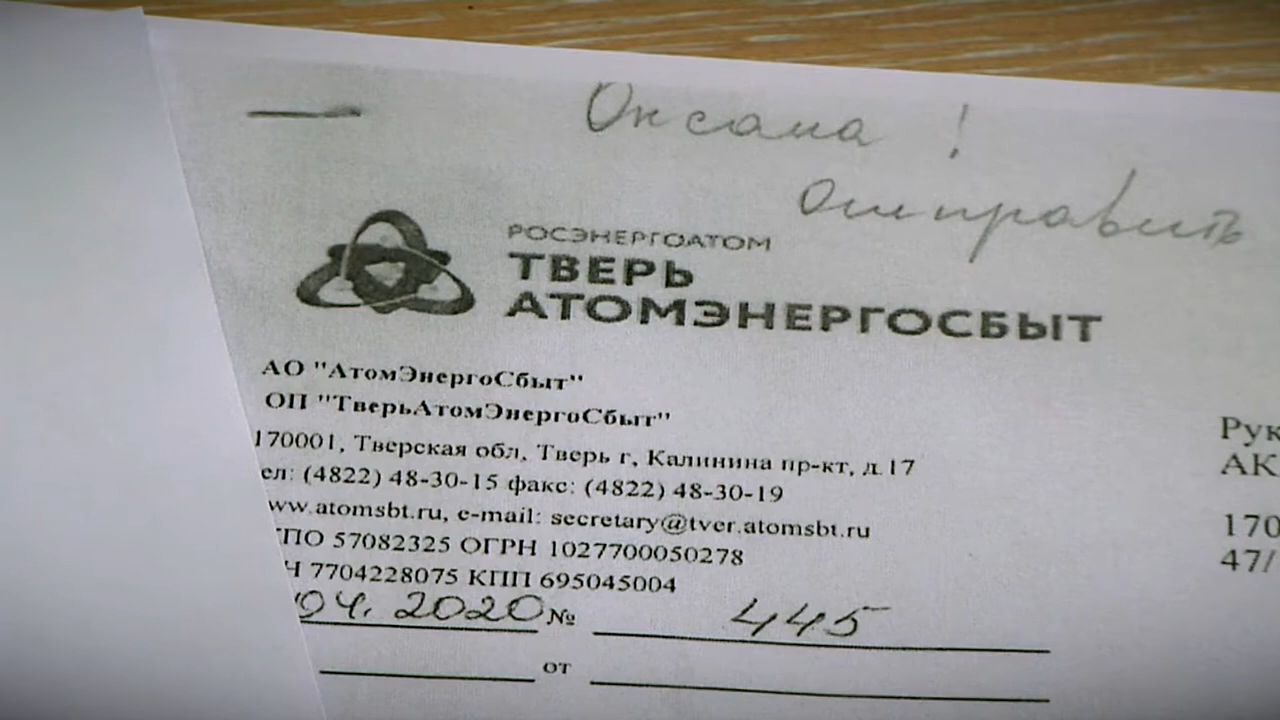 Оксана !
отправить
РОСЭНЕРГОАТОМ
ТВЕРЬ
АТОМЭНЕРГОСБЫТ
АО "АтомЭнергоСбыт"
ОП "ТверьАтомЭнергоСбыт"
170001, Тверская обл, Тверь г, Калинина пр-кт, д.17
ел: (4822) 48-30-15 факс: (4822) 48-30-19
ww.atomsbt.ru, e-mail: secretary@tver.atomsbt.ru
ПО 57082325 ОГРН 1027700050278
Н 7704228075 КПП 695045004
04. 2020 № 445
от
Рук
АК
170
47/